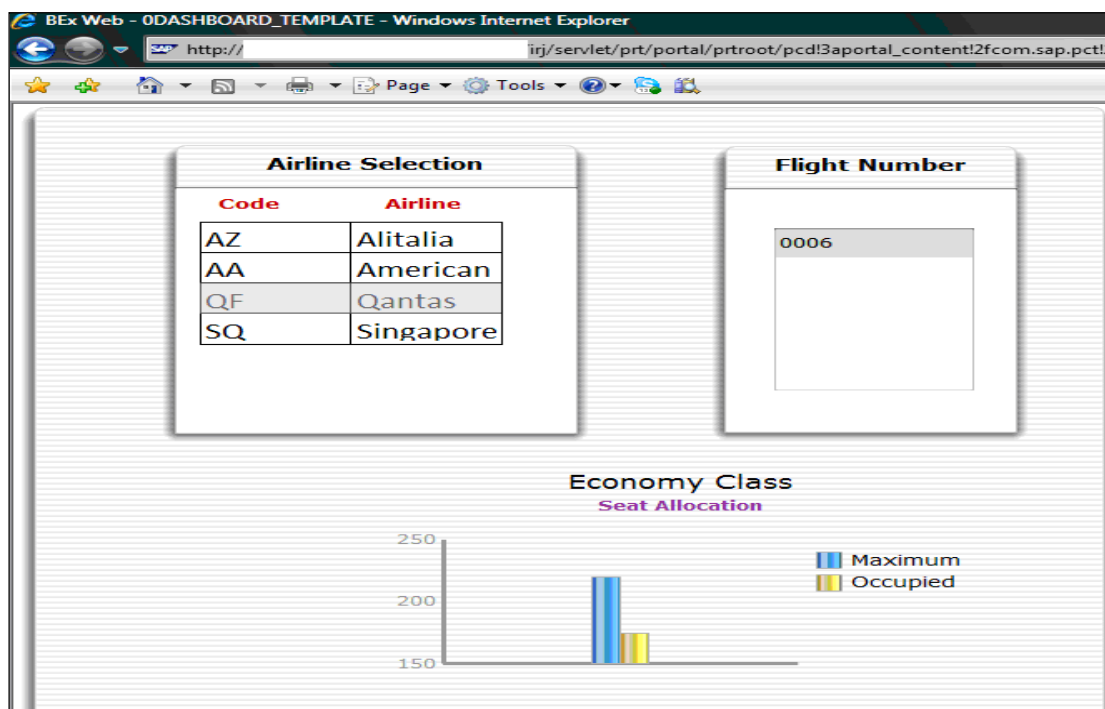 BEx Web - 0DASHBOARD_TEMPLATE - Windows Internet Explorer
SAP http:// irj/servlet/prt/portal/prtroot/pcd!3aportal_content!2fcom.sap.pct!
Page Tools
Airline Selection
Code Airline
AZ Alitalia
AA American
QF Qantas
SQ Singapore
Flight Number
0006
Economy Class
Seat Allocation
250
200
150
Maximum
Occupied